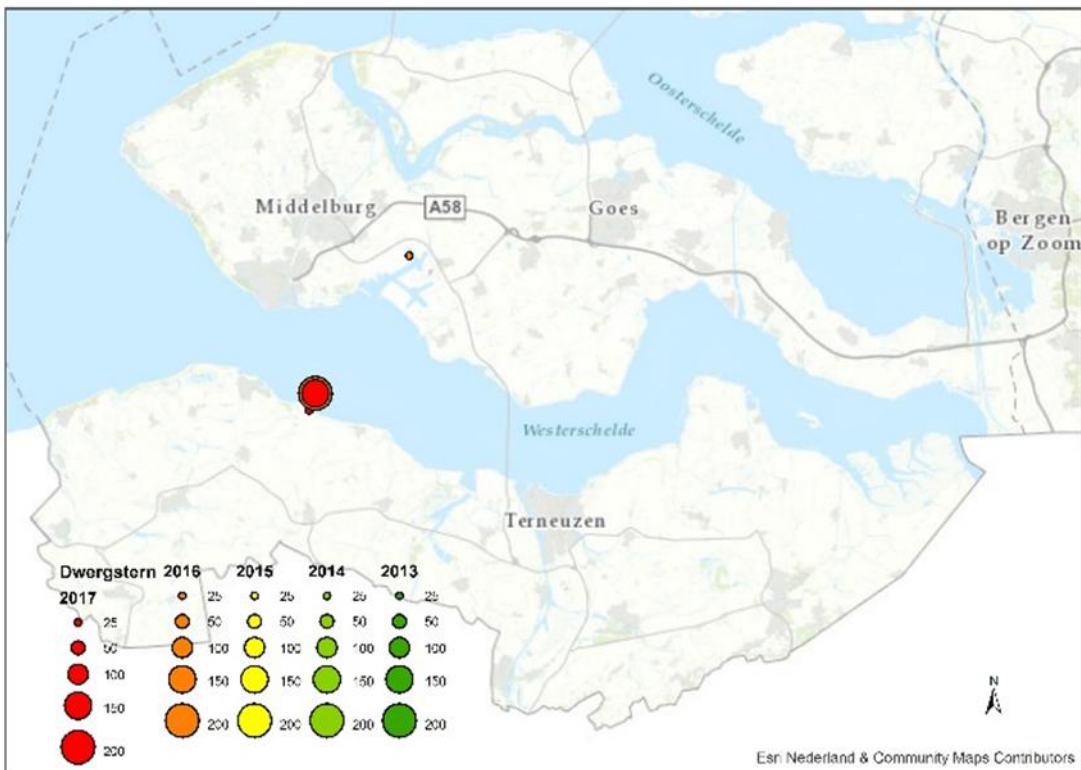 Oosterschelde
Middelburg
A58
Goes
Bergen
op Zoom
Westerschelde
Terneuzen
Dwergstern 2016 2015 2014 2013
2017
25 25 25 25
25
50 50 50 50
50
100 100 100 100
100
150 150 150 150
150
200 200 200 200
200
N
Esri Nederland & Community Maps Contributors